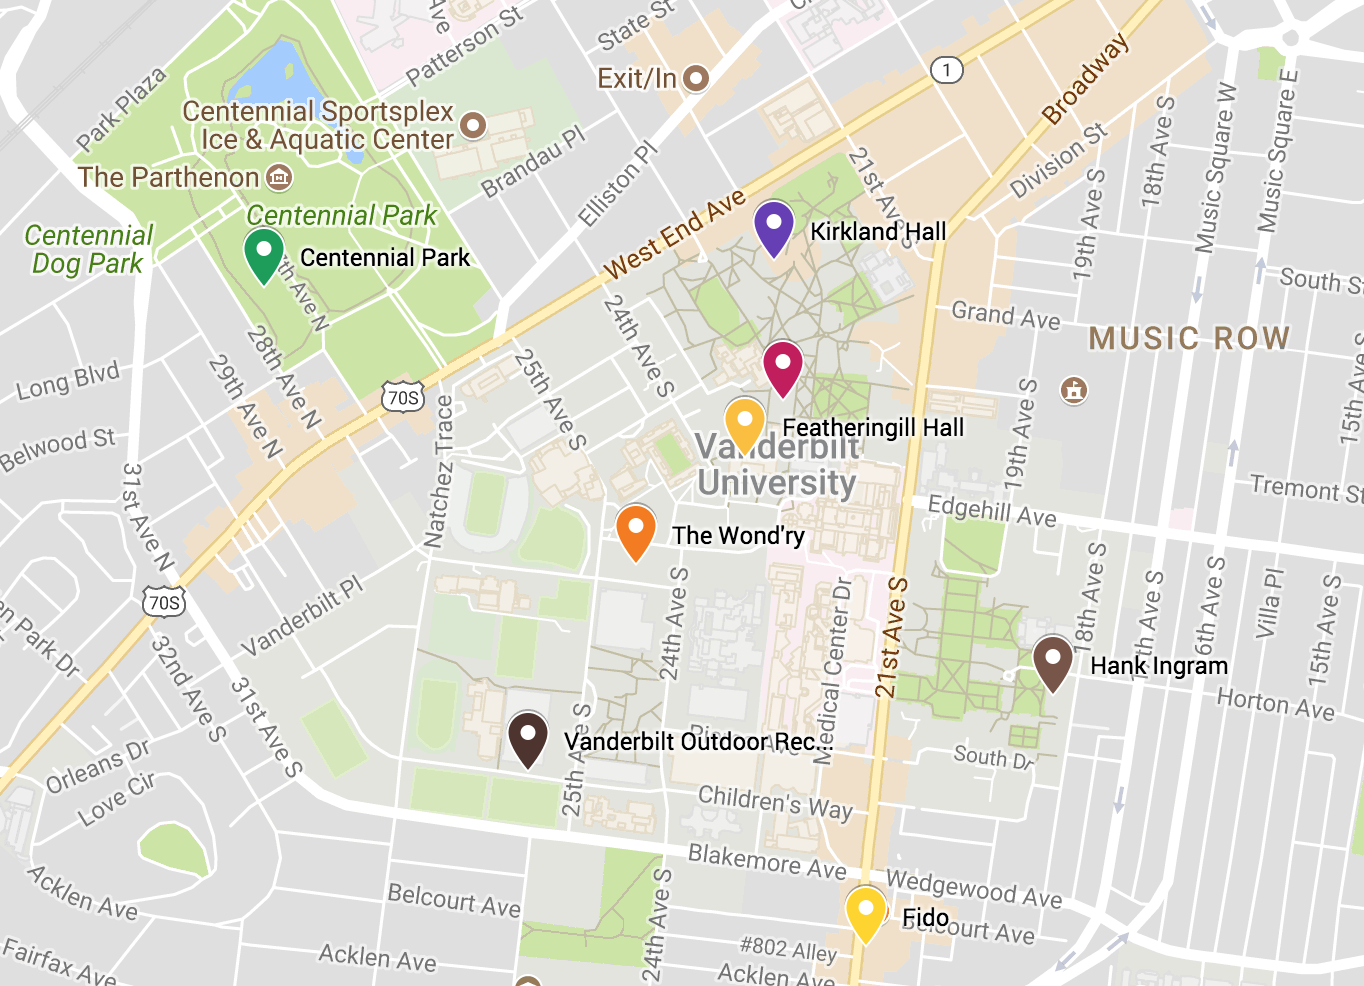 Park Plaza
Patterson St
Ave
State St
Exit/In
1
Broadway
Centennial Sportsplex
Ice & Aquatic Center
The Parthenon
Brandau Pl
Elliston Pl
21st Ave S
Division St
18th Ave S
Music Square W
Music Square E
Centennial Park
Centennial
Dog Park
Centennial Park
West End Ave
Kirkland Hall
19th Ave S
South St
28th Ave N
29th Ave N
24th Ave S
25th Ave S
Grand Ave
MUSIC ROW
Long Blvd
70S
Belwood St
Natchez Trace
Featheringill Hall
Vanderbilt
University
19th Ave S
15th Ave
31st Ave N
Edgehill Ave
Tremont St
The Wond'ry
70S
Vanderbilt Pl
24th Ave S
Medical Center Dr
21st Ave S
18th Ave S
Villa Pl
15th Ave S
Park Dr
32nd Ave S
31st Ave S
Hank Ingram
Horton Ave
Vanderbilt Outdoor Rec...
25th Ave S
South Dr
Orleans Dr
Love Cir
Children's Way
Blakemore Ave
Wedgewood Ave
Acklen Ave
Belcourt Ave
Fido
Belcourt Ave
24th Ave S
#802 Alley
Fairfax Ave
Acklen Ave
Acklen Ave